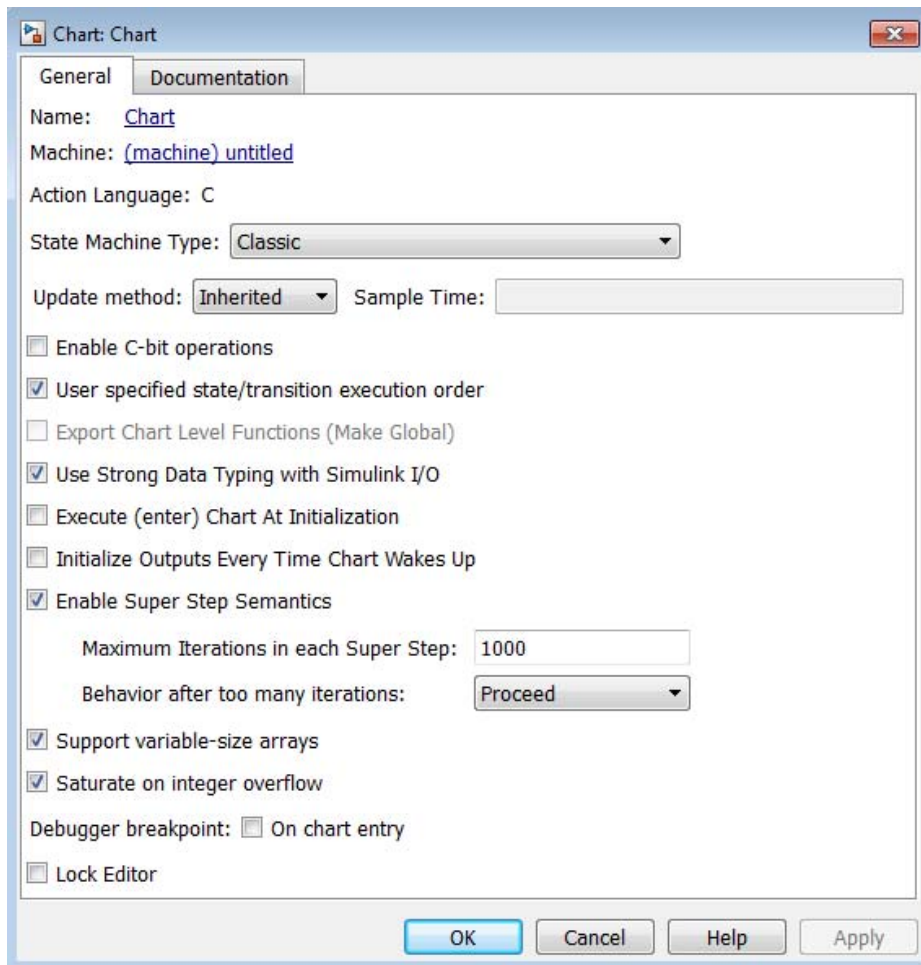 Chart: Chart
General Documentation
Name: Chart
Machine: (machine) untitled
Action Language: C
State Machine Type: Classic
Update method: Inherited Sample Time:
Enable C-bit operations
User specified state/transition execution order
Export Chart Level Functions (Make Global)
Use Strong Data Typing with Simulink I/O
Execute (enter) Chart At Initialization
Initialize Outputs Every Time Chart Wakes Up
Enable Super Step Semantics
Maximum Iterations in each Super Step: 1000
Behavior after too many iterations: Proceed
Support variable-size arrays
Saturate on integer overflow
Debugger breakpoint: On chart entry
Lock Editor
OK Cancel Help Apply